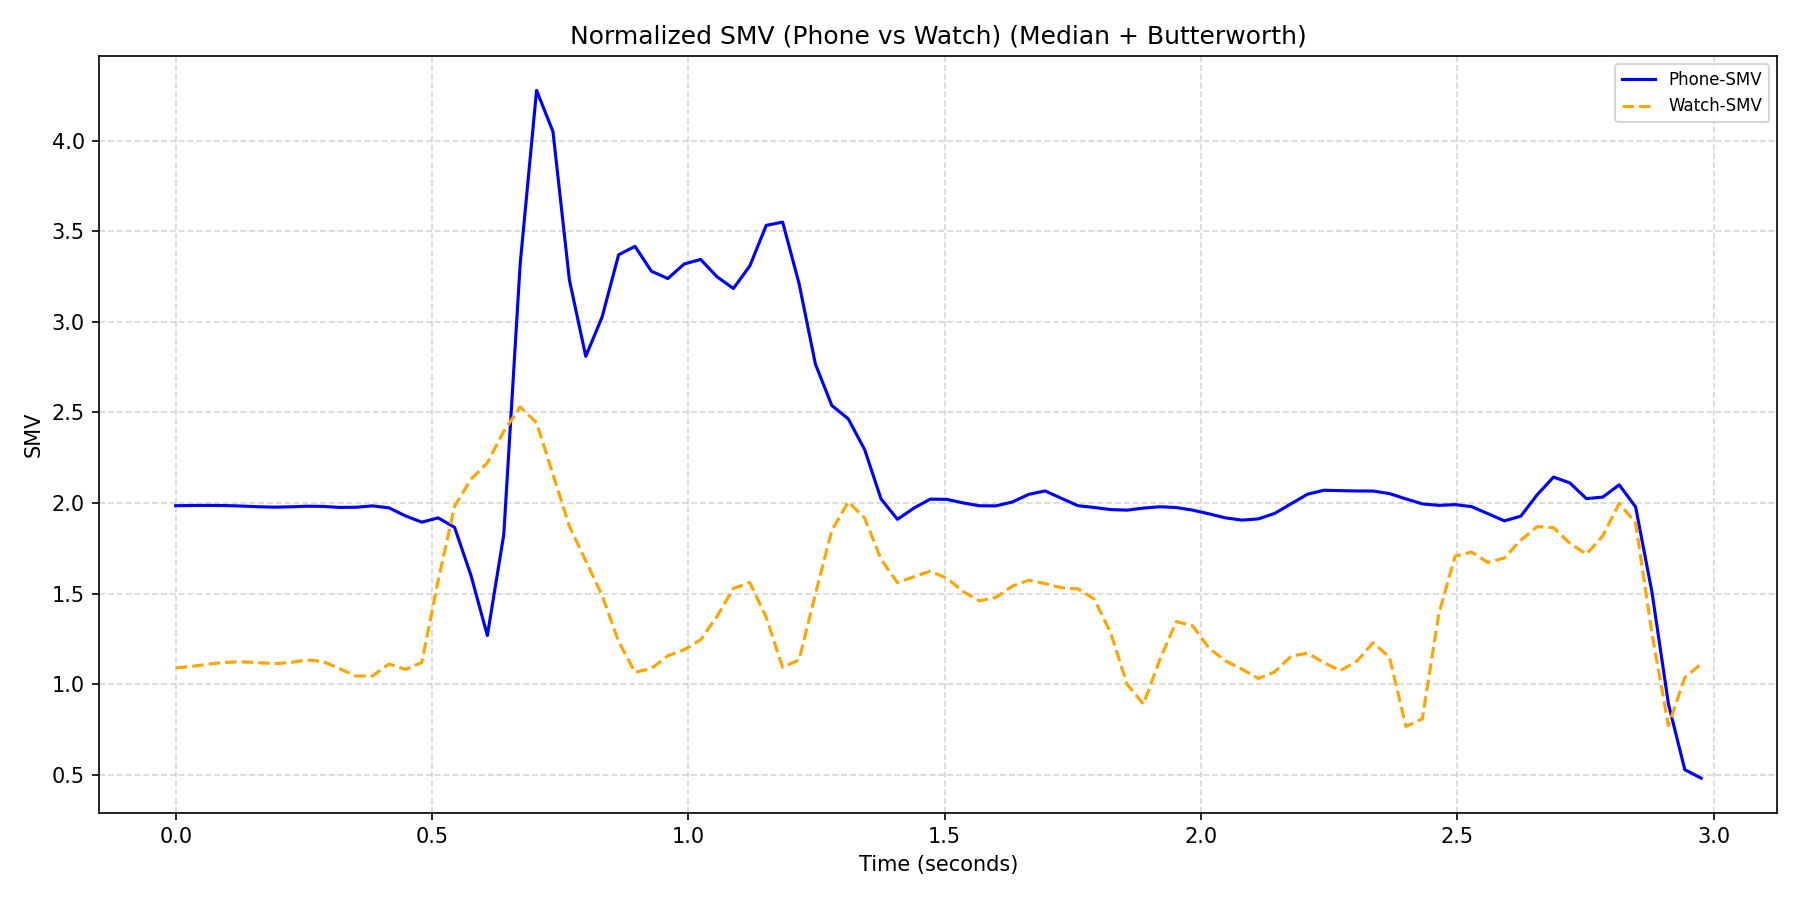 Normalized SMV (Phone vs Watch) (Median + Butterworth)
Phone-SMV
Watch-SMV
SMV
4.0
3.5
3.0
2.5
2.0
1.5
1.0
0.5
0.0 0.5 1.0 1.5 2.0 2.5 3.0
Time (seconds)